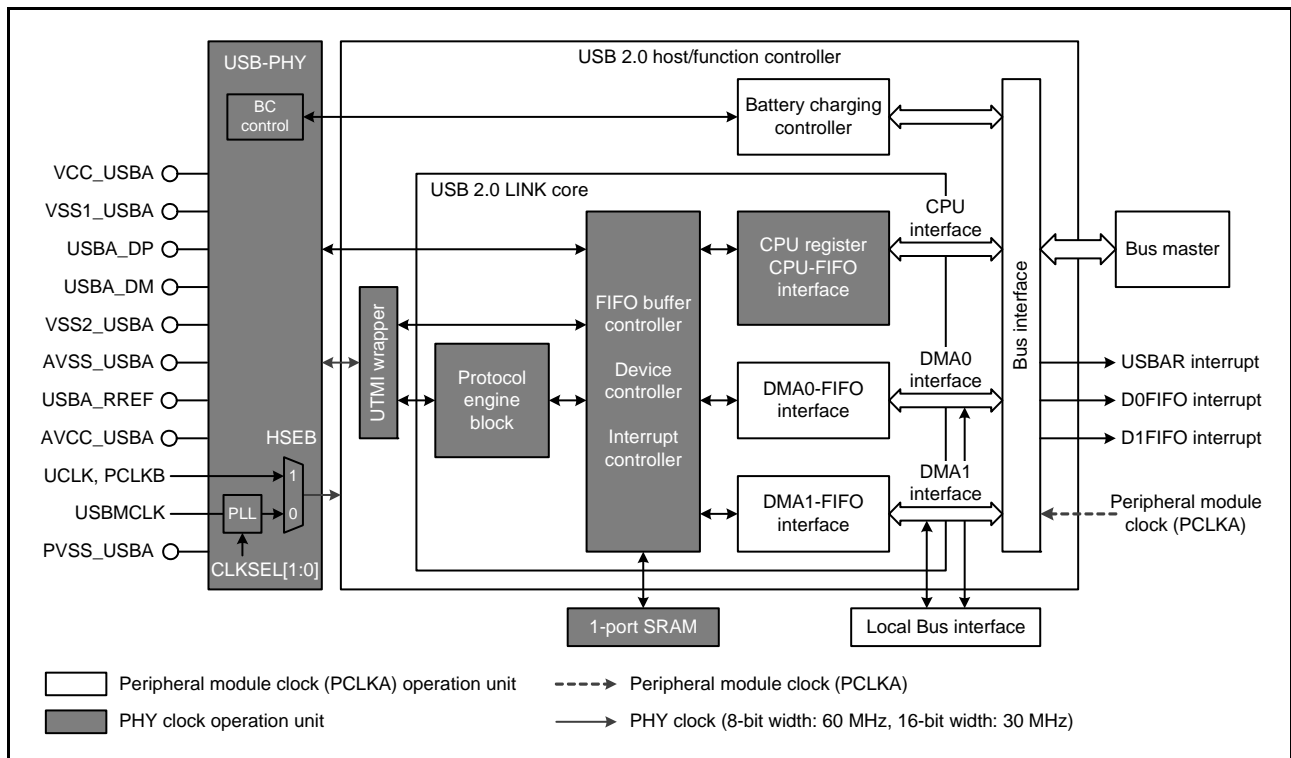 USB 2.0 host/function controller
USB-PHY
BC
control
Battery charging
controller
VCC_USBA
VSS1_USBA
USBA_DP
USBA_DM
VSS2_USBA
AVSS_USBA
USBA_RREF
AVCC_USBA
UCLK, PCLKB
USBMCLK
PVSS_USBA
HSEB
1
0
PLL
CLKSEL[1:0]
USB 2.0 LINK core
UTMI wrapper
Protocol
engine
block
FIFO buffer
controller
Device
controller
Interrupt
controller
CPU register
CPU-FIFO
interface
DMA0-FIFO
interface
DMA1-FIFO
interface
CPU
interface
DMA0
interface
DMA1
interface
Bus interface
Bus master
USBAR interrupt
D0FIFO interrupt
D1FIFO interrupt
Peripheral module
clock (PCLKA)
1-port SRAM
Local Bus interface
Peripheral module clock (PCLKA) operation unit
Peripheral module clock (PCLKA)
PHY clock operation unit
PHY clock (8-bit width: 60 MHz, 16-bit width: 30 MHz)